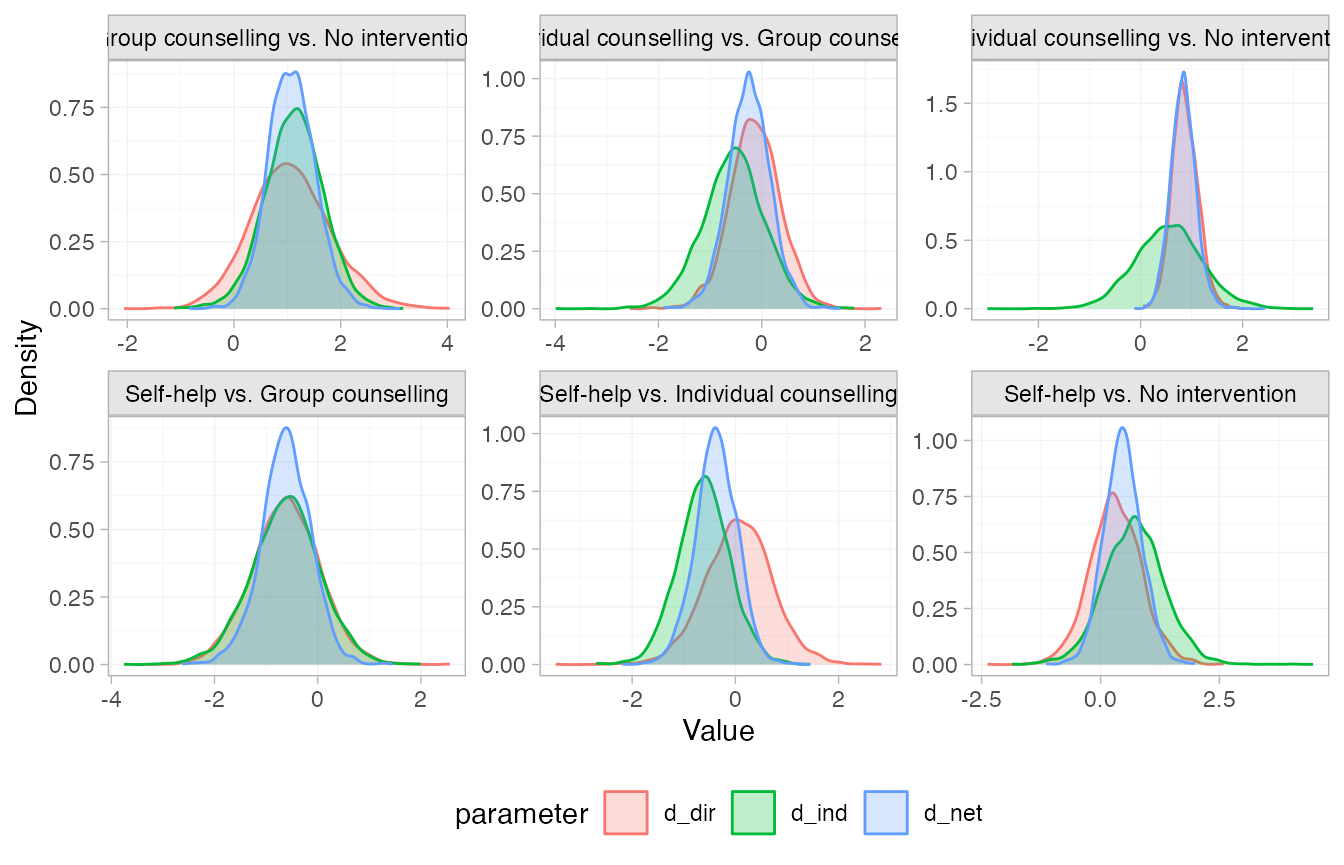 Group counselling vs. No intervention
vidual counselling vs. Group counse
ividual counselling vs. No intervent
0.75
0.50
0.25
0.00
-2 0 2 4
1.00
0.75
0.50
0.25
0.00
-4 -2 0 2
1.5
1.0
0.5
0.0
-2 0 2
Density
Self-help vs. Group counselling
Self-help vs. Individual counselling
Self-help vs. No intervention
0.75
0.50
0.25
0.00
-4 -2 0 2
1.00
0.75
0.50
0.25
0.00
-2 0 2
1.00
0.75
0.50
0.25
0.00
-2.5 0.0 2.5
Value
parameter d_dir d_ind d_net